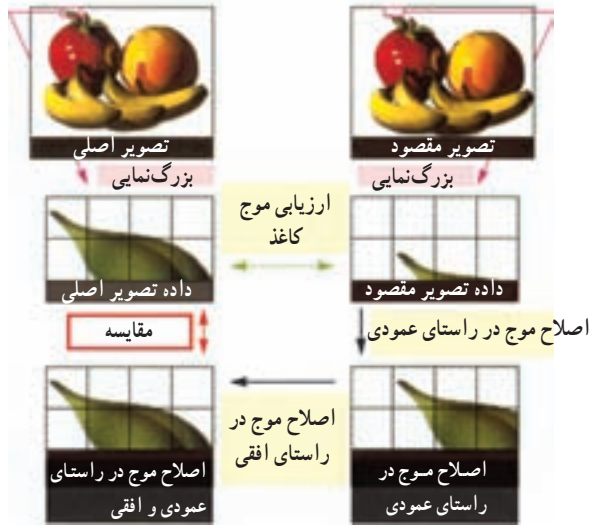 تصویر مقصود
تصویر اصلی
بزرگ‌نمایی
بزرگ‌نمایی
ارزیابی موج
کاغذ
داده تصویر مقصود
داده تصویر اصلی
اصلاح موج در راستای عمودی
مقایسه
اصلاح موج در
راستای افقی
اصلاح مـوج در
راستای عمودی
اصلاح موج در راستای
عمودی و افقی